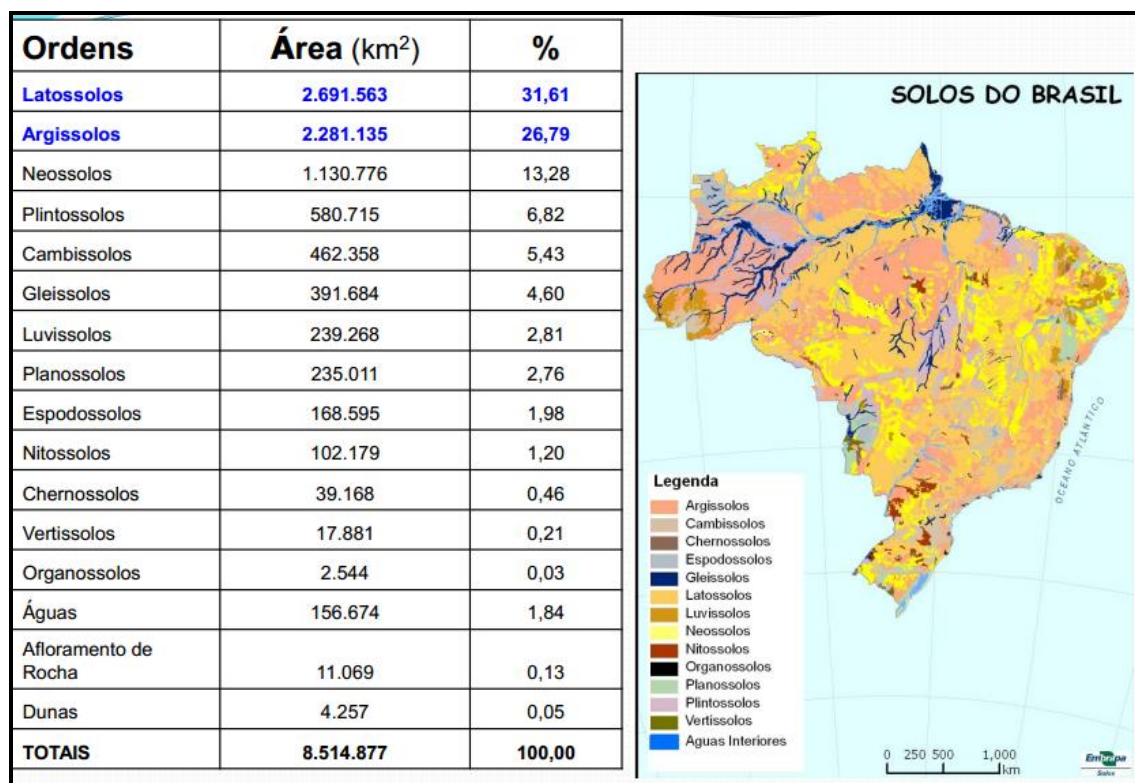 Ordens Área (km²) %
Latossolos 2.691.563 31,61
Argissolos 2.281.135 26,79
Neossolos 1.130.776 13,28
Plintossolos 580.715 6,82
Cambissolos 462.358 5,43
Gleissolos 391.684 4,60
Luvissolos 239.268 2,81
Planossolos 235.011 2,76
Espodossolos 168.595 1,98
Nitossolos 102.179 1,20
Chernossolos 39.168 0,46
Vertissolos 17.881 0,21
Organossolos 2.544 0,03
Águas 156.674 1,84
Afloramento de
Rocha 11.069 0,13
Dunas 4.257 0,05
TOTAIS 8.514.877 100,00
SOLOS DO BRASIL
OCEANO ATLÂNTICO
Legenda
Argissolos
Cambissolos
Chernossolos
Espodossolos
Gleissolos
Latossolos
Luvissolos
Neossolos
Nitossolos
Organossolos
Planossolos
Plintossolos
Vertissolos
Aguas Interiores
0 250 500 1,000
km
Embrapa
Solos